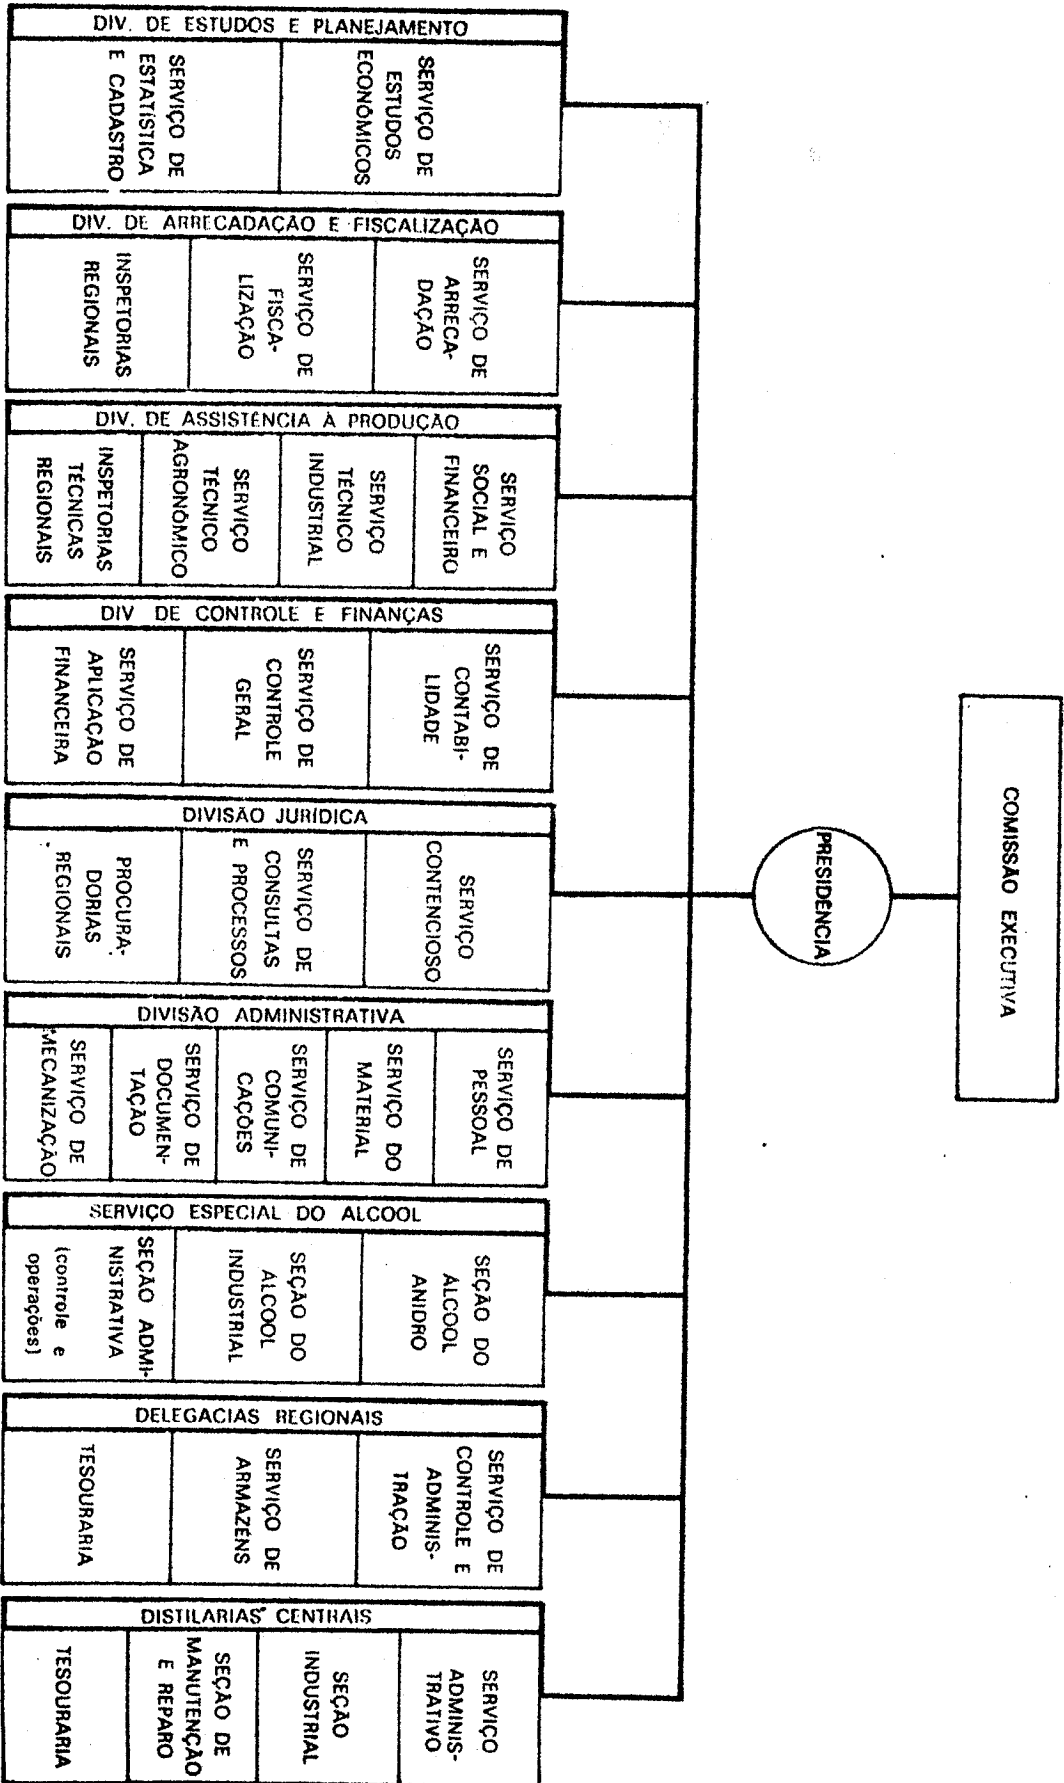 COMISSÃO EXECUTIVA
PRESIDÊNCIA
DIV. DE ESTUDOS E PLANEJAMENTO
SERVIÇO DE
ESTUDOS
ECONÔMICOS
SERVIÇO DE
ESTATÍSTICA
E CADASTRO
DIV. DE ARRECADAÇÃO E FISCALIZAÇÃO
SERVIÇO DE
ARRECA-
DAÇÃO
SERVIÇO DE
FISCA-
LIZAÇÃO
INSPETORIAS
REGIONAIS
DIV. DE ASSISTÊNCIA À PRODUÇÃO
SERVIÇO
SOCIAL E
FINANCEIRO
SERVIÇO
TÉCNICO
INDUSTRIAL
SERVIÇO
TÉCNICO
AGRONÔMICO
INSPETORIAS
TÉCNICAS
REGIONAIS
DIV DE CONTROLE E FINANÇAS
SERVIÇO DE
CONTABI-
LIDADE
SERVIÇO DE
CONTROLE
GERAL
SERVIÇO DE
APLICAÇÃO
FINANCEIRA
DIVISÃO JURÍDICA
SERVIÇO
CONTENCIOSO
SERVIÇO DE
CONSULTAS
E PROCESSOS
PROCURA-
DORIAS
REGIONAIS
DIVISÃO ADMINISTRATIVA
SERVIÇO DE
PESSOAL
SERVIÇO DO
MATERIAL
SERVIÇO DE
COMUNI-
CAÇÕES
SERVIÇO DE
DOCUMEN-
TAÇÃO
SERVIÇO DE
MECANIZAÇÃO
SERVIÇO ESPECIAL DO ALCOOL
SEÇÃO DO
ÁLCOOL
ANIDRO
SEÇÃO DO
ÁLCOOL
INDUSTRIAL
SEÇÃO ADMI-
NISTRATIVA
(controle e
operações)
DELEGACIAS REGIONAIS
SERVIÇO DE
CONTROLE E
ADMINIS-
TRAÇÃO
SERVIÇO DE
ARMAZÉNS
TESOURARIA
DISTILARIAS CENTRAIS
SERVIÇO
ADMINIS-
TRATIVO
SEÇÃO
INDUSTRIAL
SEÇÃO DE
MANUTENÇÃO
E REPARO
TESOURARIA